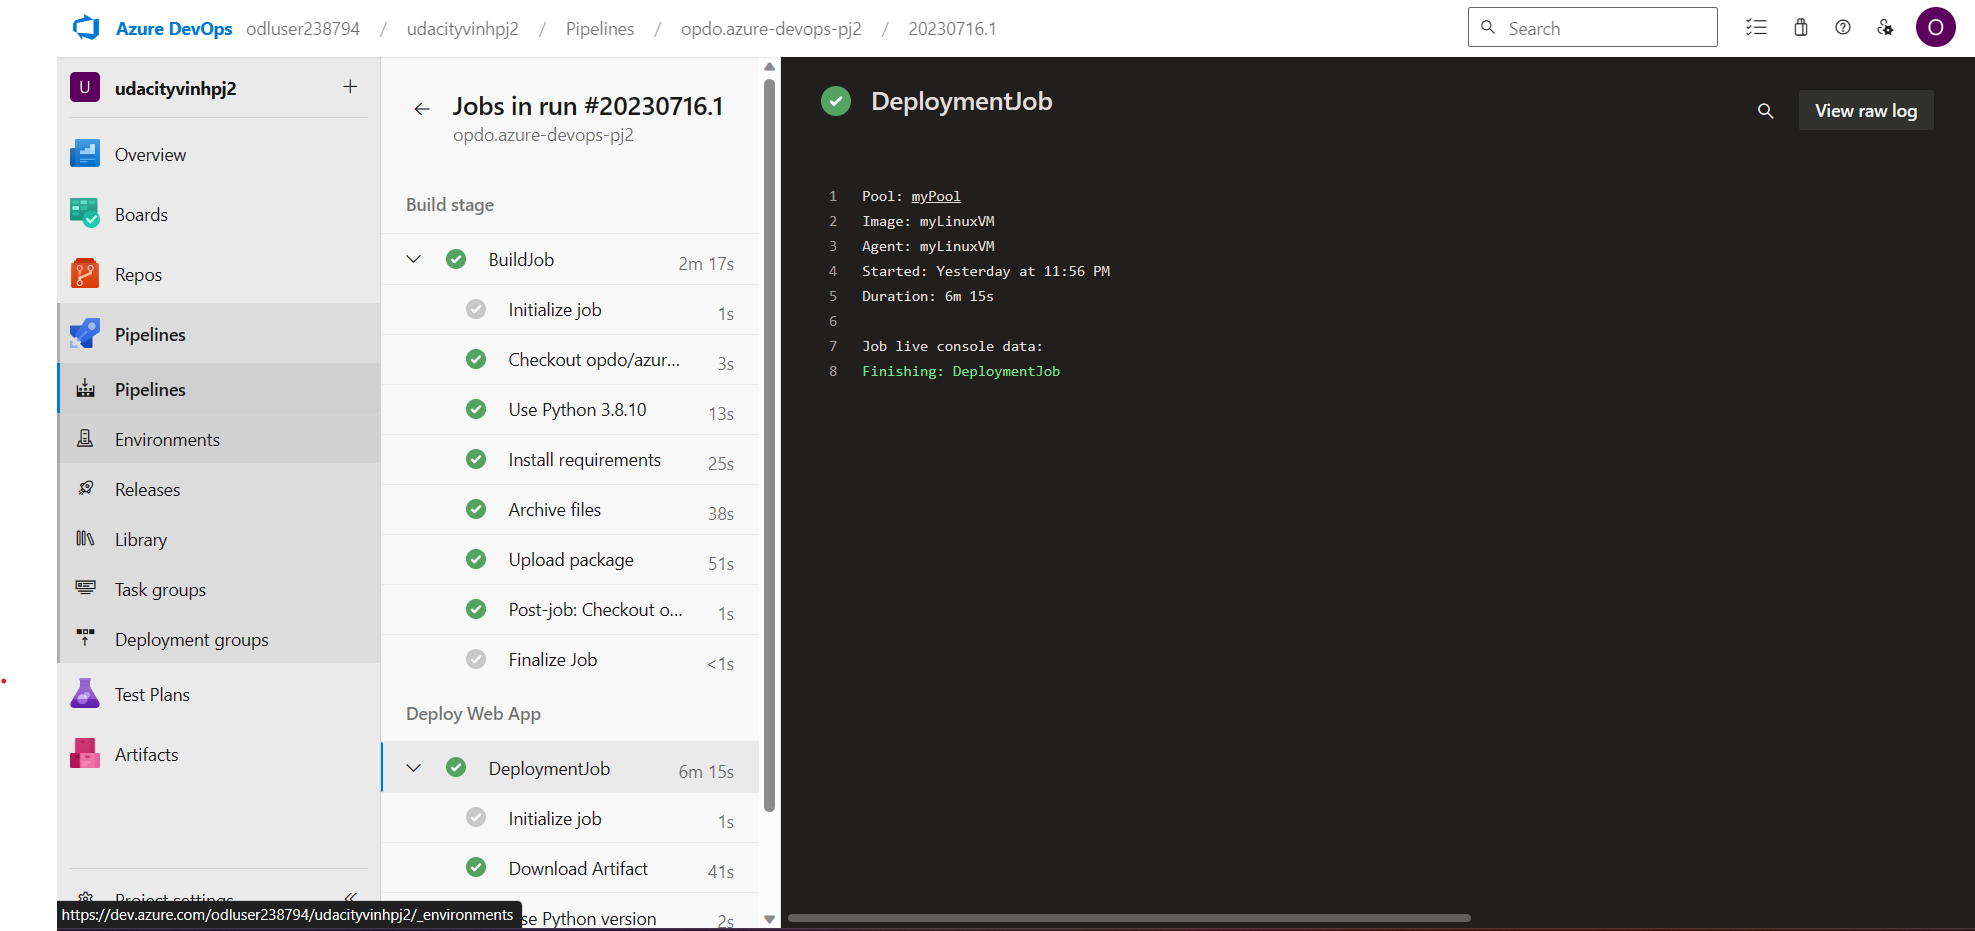 Azure DevOps odluser238794 / udacityvinhpj2 / Pipelines / opdo.azure-devops-pj2 / 20230716.1
Search
O
U udacityvinhpj2 +
Overview
Boards
Repos
Pipelines
Pipelines
Environments
Releases
Library
Task groups
Deployment groups
Test Plans
Artifacts
Project settings
https://dev.azure.com/odluser238794/udacityvinhpj2/_environments
Jobs in run #20230716.1
opdo.azure-devops-pj2
Build stage
BuildJob 2m 17s
Initialize job 1s
Checkout opdo/azur... 3s
Use Python 3.8.10 13s
Install requirements 25s
Archive files 38s
Upload package 51s
Post-job: Checkout o... 1s
Finalize Job <1s
Deploy Web App
DeploymentJob 6m 15s
Initialize job 1s
Download Artifact 41s
se Python version 2s
DeploymentJob
View raw log
1 Pool: myPool
2 Image: myLinuxVM
3 Agent: myLinuxVM
4 Started: Yesterday at 11:56 PM
5 Duration: 6m 15s
6
7 Job live console data:
8 Finishing: DeploymentJob